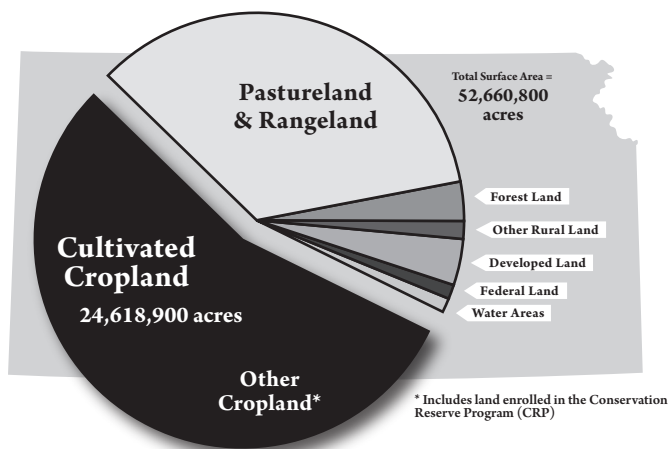 Pastureland
& Rangeland
Total Surface Area =
52,660,800
acres
Forest Land
Other Rural Land
Developed Land
Federal Land
Water Areas
Cultivated
Cropland
24,618,900 acres
Other
Cropland*
* Includes land enrolled in the Conservation
Reserve Program (CRP)